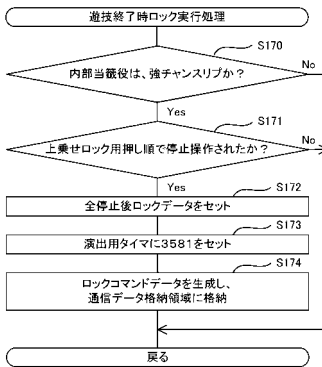 遊技終了時ロック実行処理
S170
内部当籤役は、強チャンスリプか？
No
Yes
S171
上乗せロック用押し順で停止操作されたか？
No
Yes
S172
全停止後ロックデータをセット
S173
演出用タイマに3581をセット
S174
ロックコマンドデータを生成し、
通信データ格納領域に格納
戻る